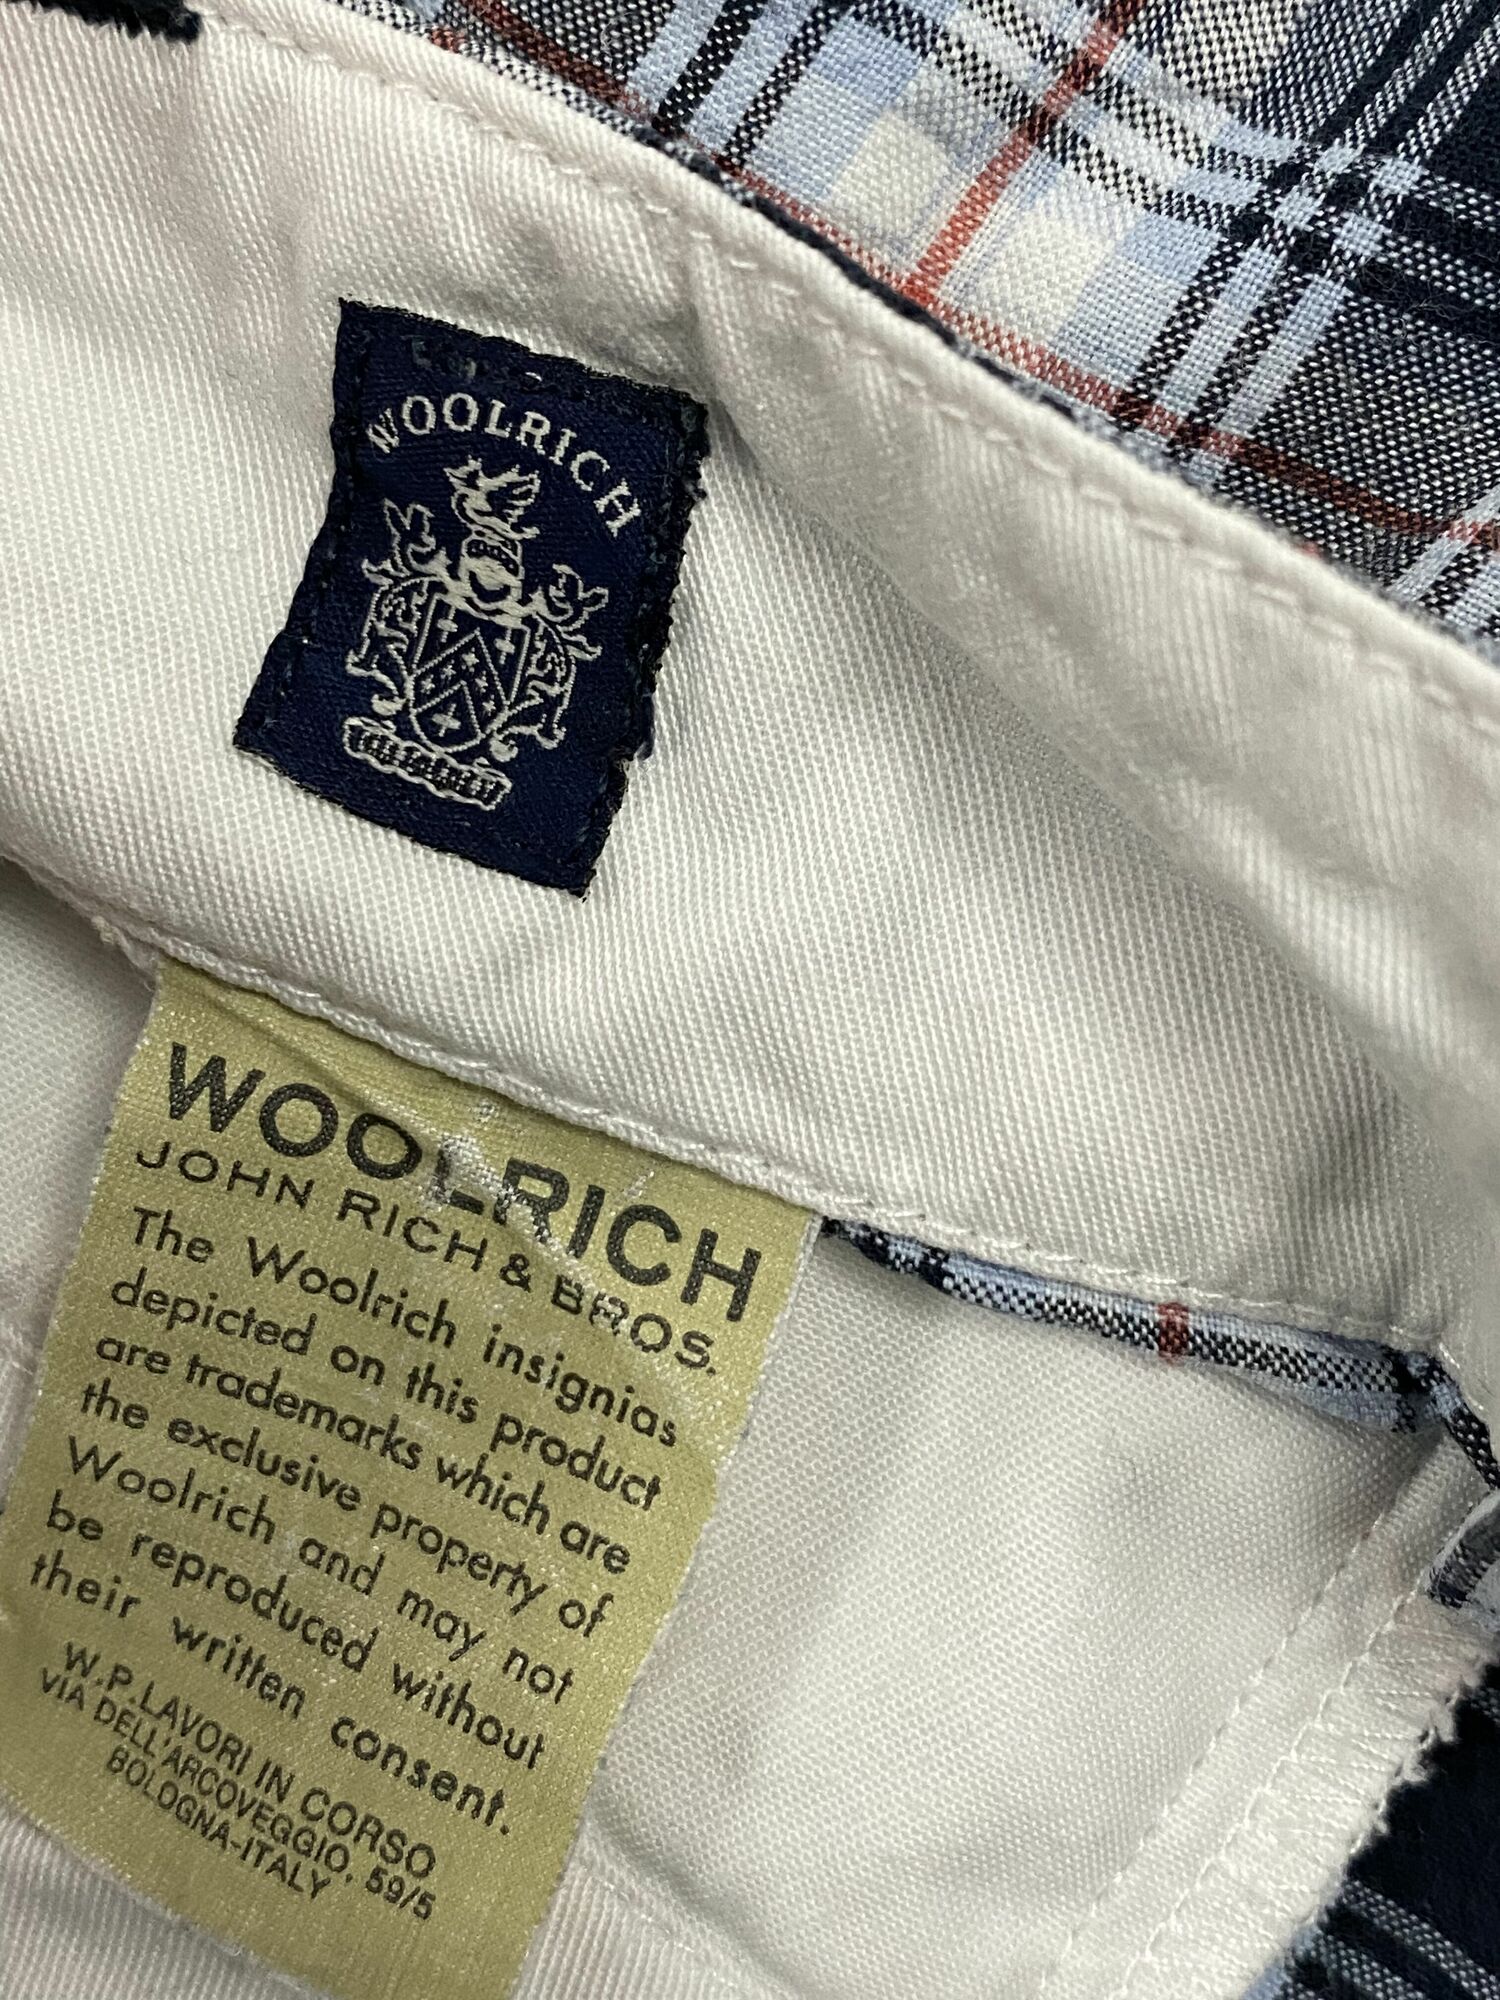 WOOLRICH
WOOLRICH
JOHN RICH & BROS.
The Woolrich insignias
depicted on this product
are trademarks which are
the exclusive property of
Woolrich and may not
be reproduced without
their written consent.
W.P. LAVORI IN CORSO
VIA DELL'ARCOVEGGIO, 59/5
BOLOGNA-ITALY